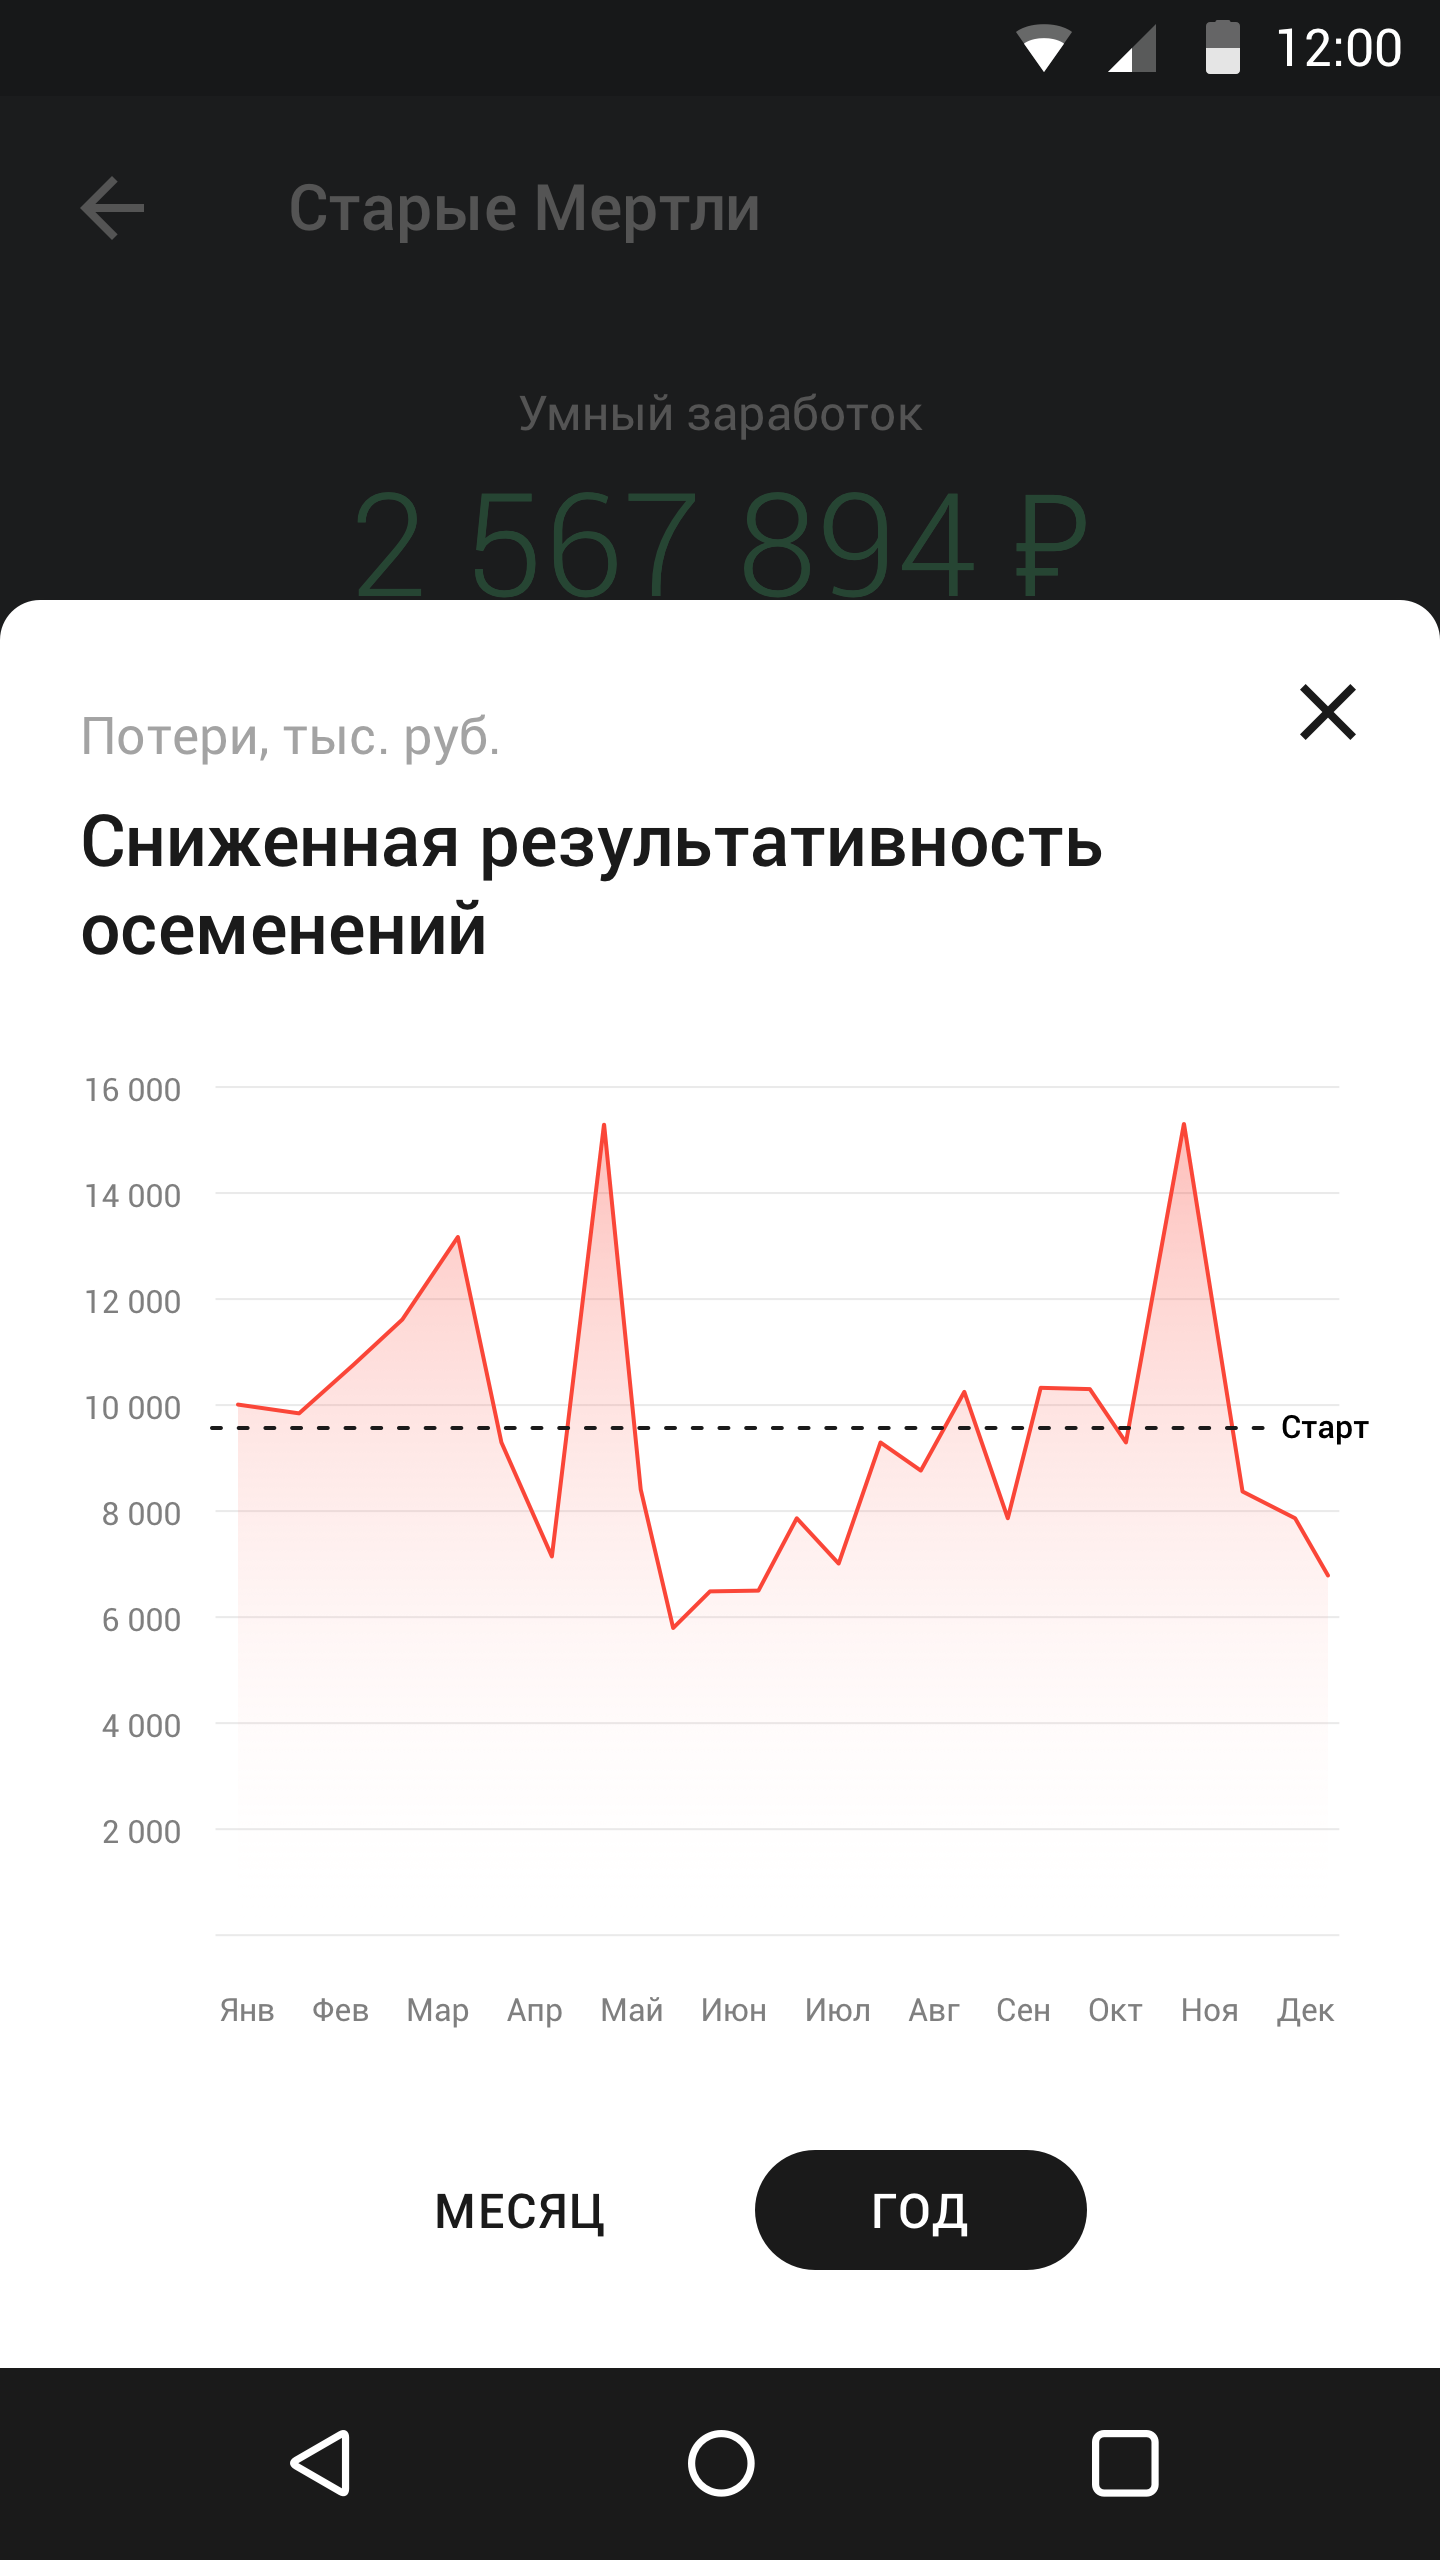 12:00
Старые Мертли
Умный заработок
2 567 894 ₽
Потери, тыс. руб.
Сниженная результативность
осеменений
16 000
14 000
12 000
10 000
Старт
8 000
6 000
4 000
2 000
Янв Фев Мар Апр Май Июн Июл Авг Сен Окт Ноя Дек
МЕСЯЦ ГОД